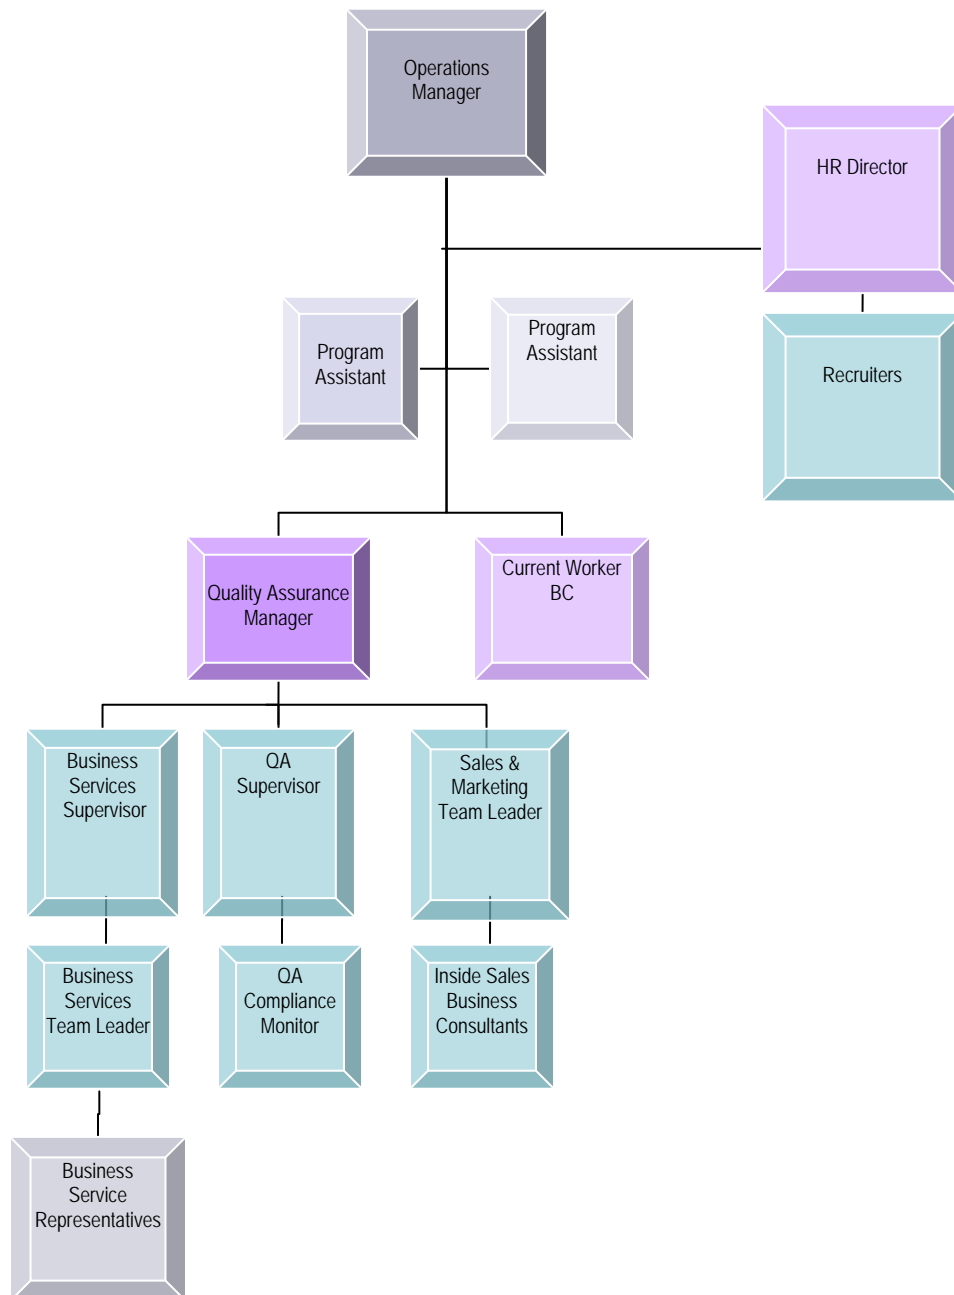 Operations
Manager
HR Director
Program
Assistant
Program
Assistant
Recruiters
Quality Assurance
Manager
Current Worker
BC
Business
Services
Supervisor
QA
Supervisor
Sales &
Marketing
Team Leader
Business
Services
Team Leader
QA
Compliance
Monitor
Inside Sales
Business
Consultants
Business
Service
Representatives